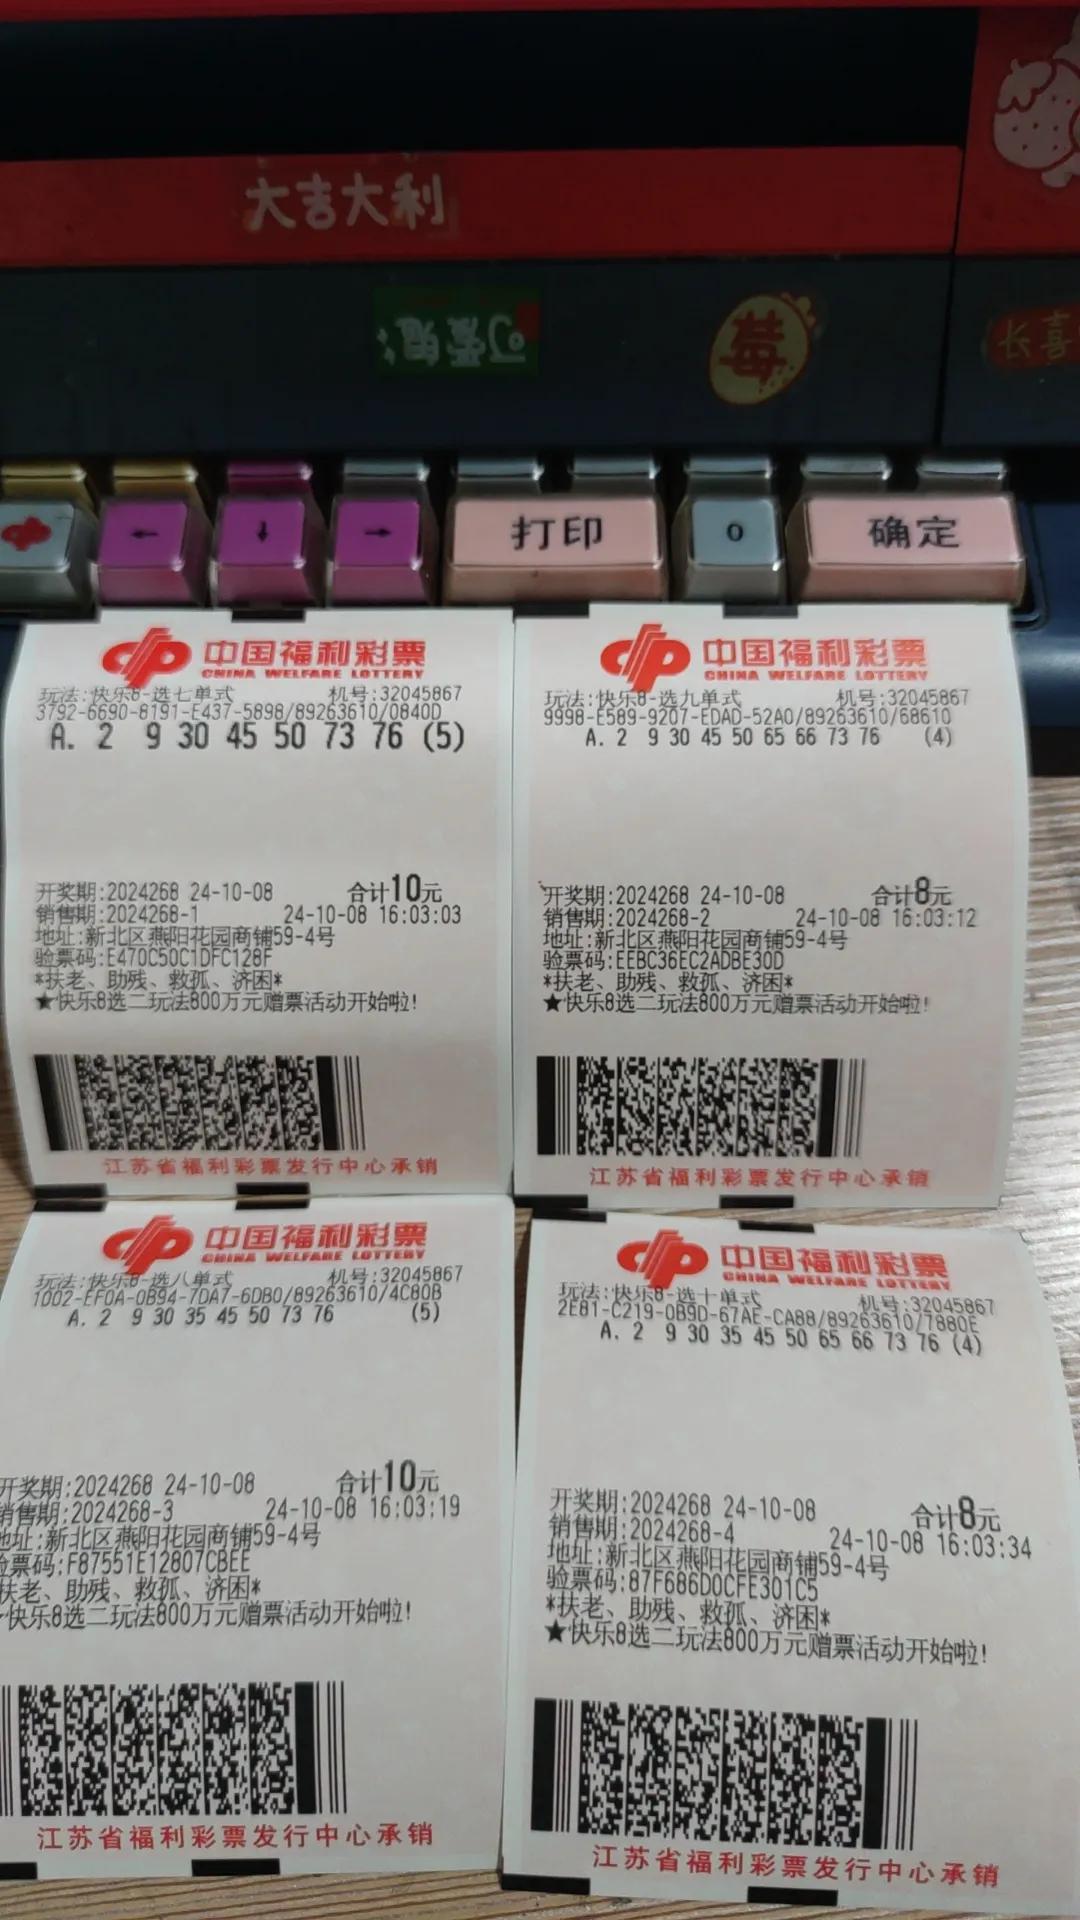 大吉大利
莓
长喜
←
↓
→
打印
0
确定
中国福利彩票
CHINA WELFARE LOTTERY
玩法:快乐8-选七单式 机号:32045867
3792-6690-8191-E437-5898/89263610/0840D
A. 2 9 30 45 50 73 76 (5)
开奖期:2024268 24-10-08 合计10元
销售期:2024268-1 24-10-08 16:03:03
地址:新北区燕阳花园商铺59-4号
验票码:E470C50C1DFC128F
*扶老、助残、救孤、济困*
★快乐8选二玩法800万元赠票活动开始啦!
江苏省福利彩票发行中心承销
中国福利彩票
CHINA WELFARE LOTTERY
玩法:快乐8-选九单式 机号:32045867
9998-E589-9207-EDAD-52A0/89263610/68610
A. 2 9 30 45 50 65 66 73 76 (4)
开奖期:2024268 24-10-08 合计8元
销售期:2024268-2 24-10-08 16:03:12
地址:新北区燕阳花园商铺59-4号
验票码:EEBC36EC2ADBE30D
*扶老、助残、救孤、济困*
★快乐8选二玩法800万元赠票活动开始啦!
江苏省福利彩票发行中心承销
中国福利彩票
CHINA WELFARE LOTTERY
玩法:快乐8-选八单式 机号:32045867
1002-EF0A-0B94-7DA7-6DB0/89263610/4C80B
A. 2 9 30 35 45 50 73 76 (5)
开奖期:2024268 24-10-08 合计10元
销售期:2024268-3 24-10-08 16:03:19
地址:新北区燕阳花园商铺59-4号
验票码:F87551E12807CBEE
扶老、助残、救孤、济困*
快乐8选二玩法800万元赠票活动开始啦!
江苏省福利彩票发行中心承销
中国福利彩票
CHINA WELFARE LOTTERY
玩法:快乐8-选十单式 机号:32045867
2E81-C219-0B9D-67AE-CA88/89263610/7880E
A. 2 9 30 35 45 50 65 66 73 76 (4)
开奖期:2024268 24-10-08 合计8元
销售期:2024268-4 24-10-08 16:03:34
地址:新北区燕阳花园商铺59-4号
验票码:87F686D0CFE301C5
*扶老、助残、救孤、济困*
★快乐8选二玩法800万元赠票活动开始啦!
江苏省福利彩票发行中心承销